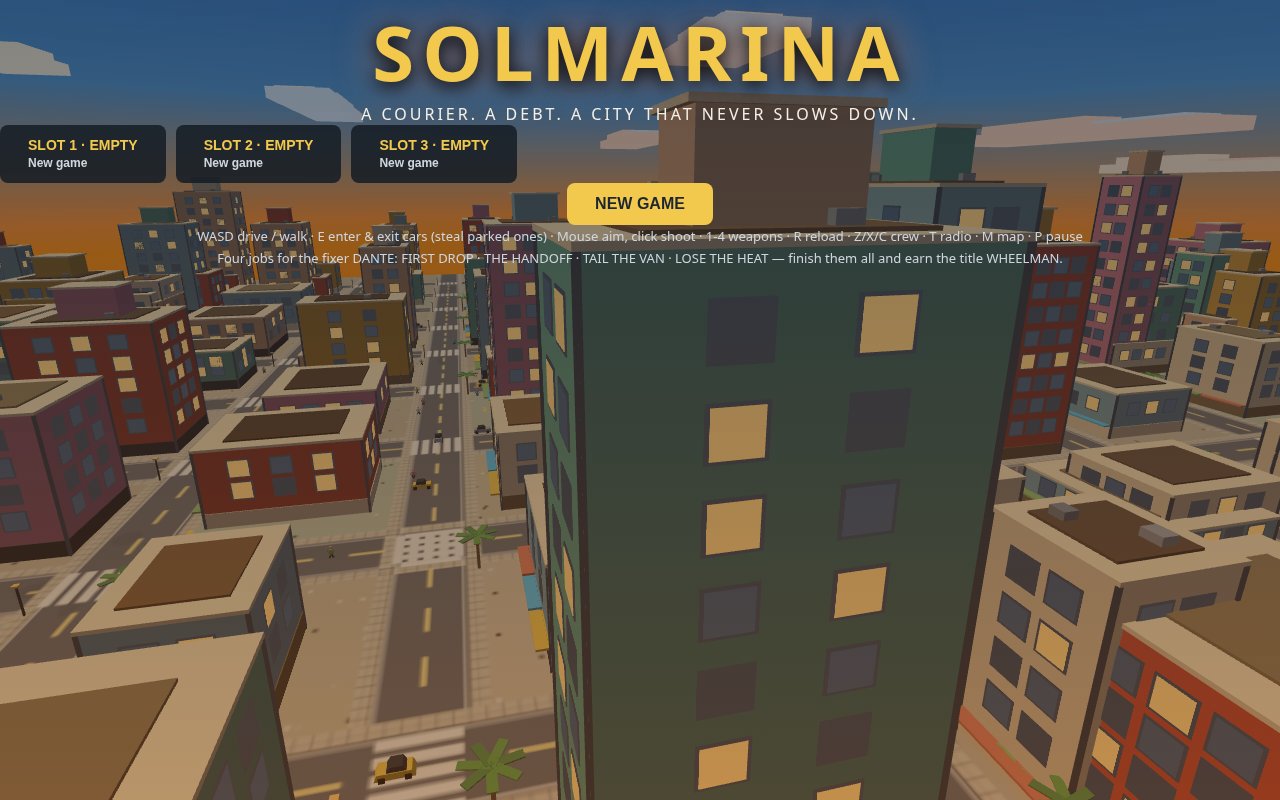 SOLMARINA
A COURIER. A DEBT. A CITY THAT NEVER SLOWS DOWN.
SLOT 1 · EMPTY
New game
SLOT 2 · EMPTY
New game
SLOT 3 · EMPTY
New game
NEW GAME
WASD drive / walk · E enter & exit cars (steal parked ones) · Mouse aim, click shoot · 1-4 weapons · R reload · Z/X/C crew · T radio · M map · P pause
Four jobs for the fixer DANTE: FIRST DROP · THE HANDOFF · TAIL THE VAN · LOSE THE HEAT — finish them all and earn the title WHEELMAN.